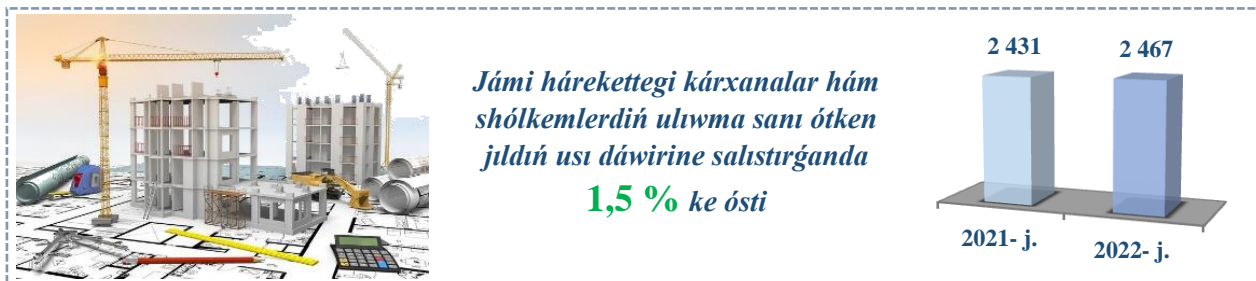 Jámi hárekettegi kárxanalar hám
shólkemlerdiń ulıwma sanı ótken
jıldıń usı dáwirine salıstırǵanda
1,5 % ke ósti
2 431
2 467
2021- j.
2022- j.